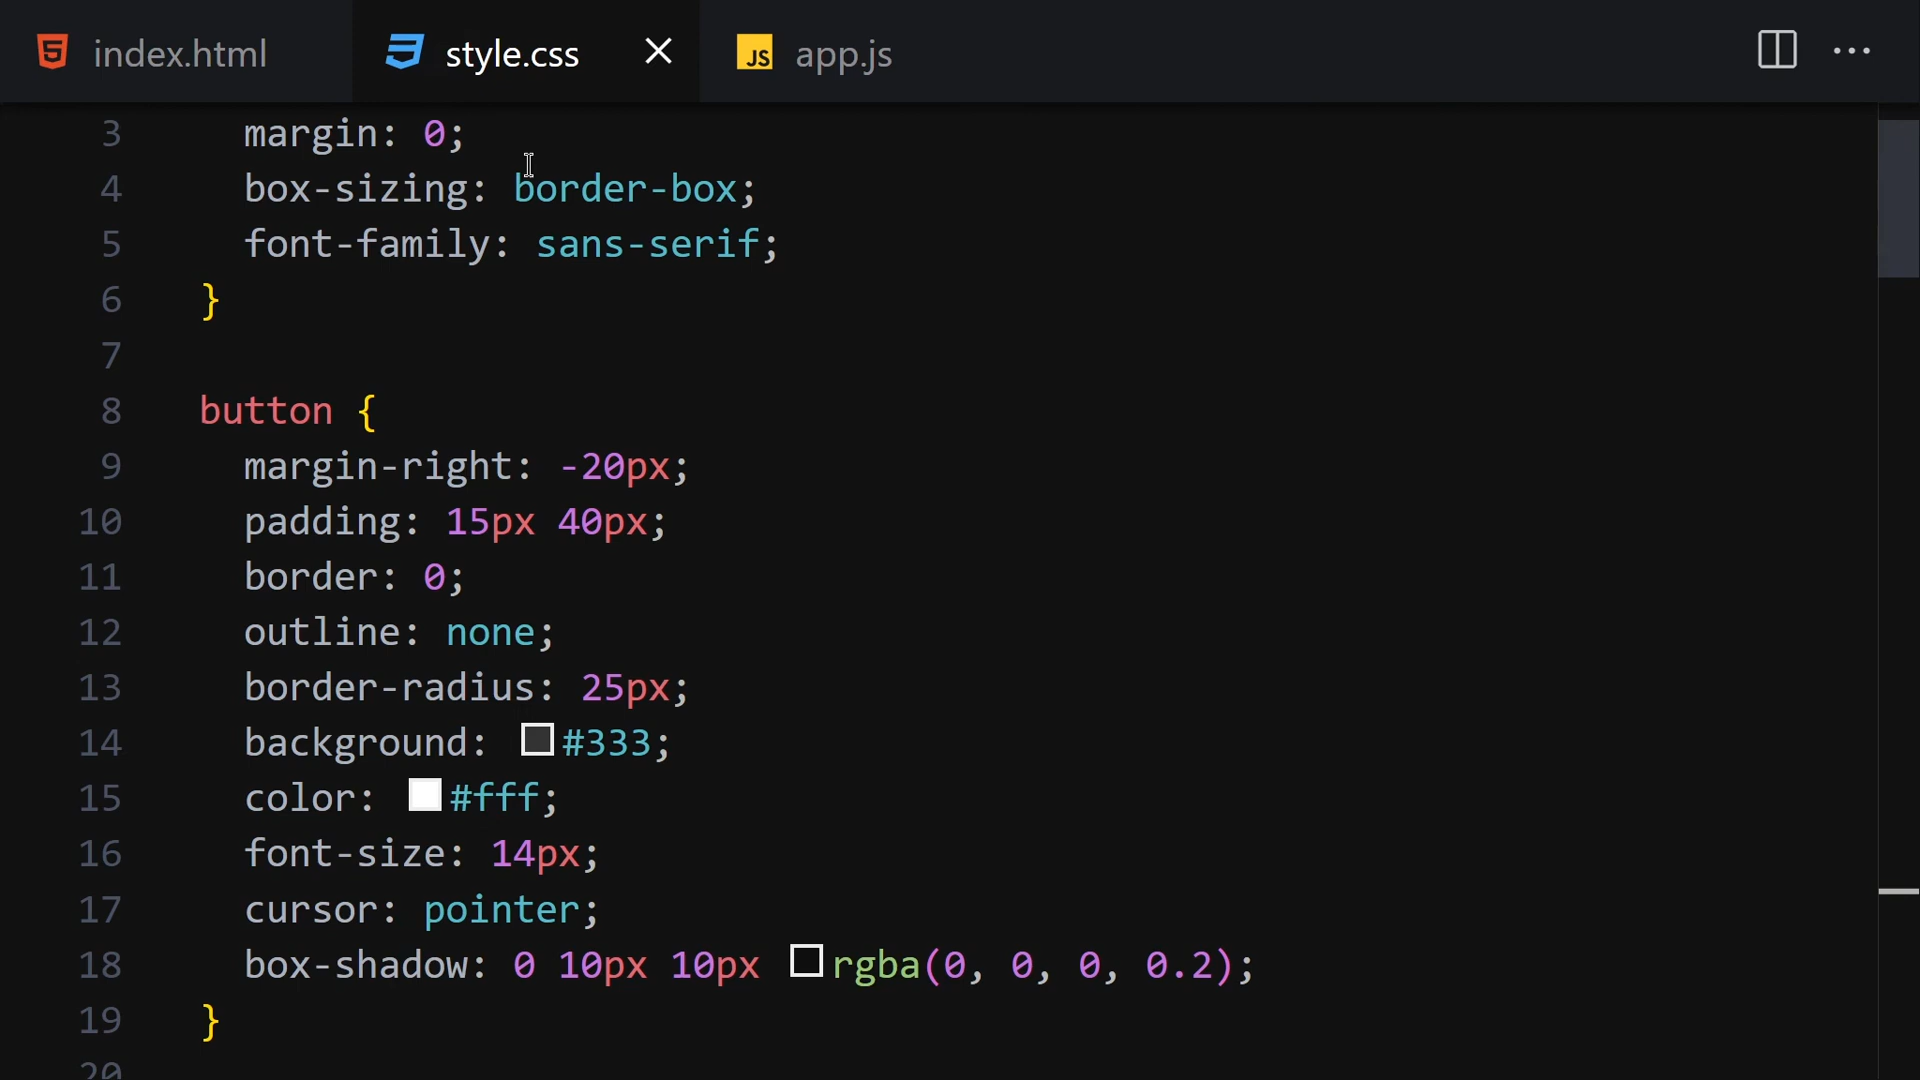 index.html style.css app.js
3 margin: 0;
4 box-sizing: border-box;
5 font-family: sans-serif;
6 }
7
8 button {
9 margin-right: -20px;
10 padding: 15px 40px;
11 border: 0;
12 outline: none;
13 border-radius: 25px;
14 background: #333;
15 color: #fff;
16 font-size: 14px;
17 cursor: pointer;
18 box-shadow: 0 10px 10px rgba(0, 0, 0, 0.2);
19 }
20